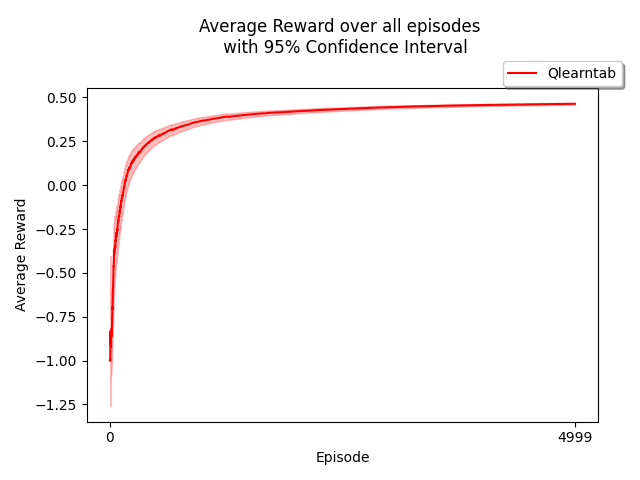 Average Reward over all episodes
with 95% Confidence Interval
Qlearntab
0.50
0.25
0.00
−0.25
−0.50
−0.75
−1.00
−1.25
Average Reward
0
4999
Episode